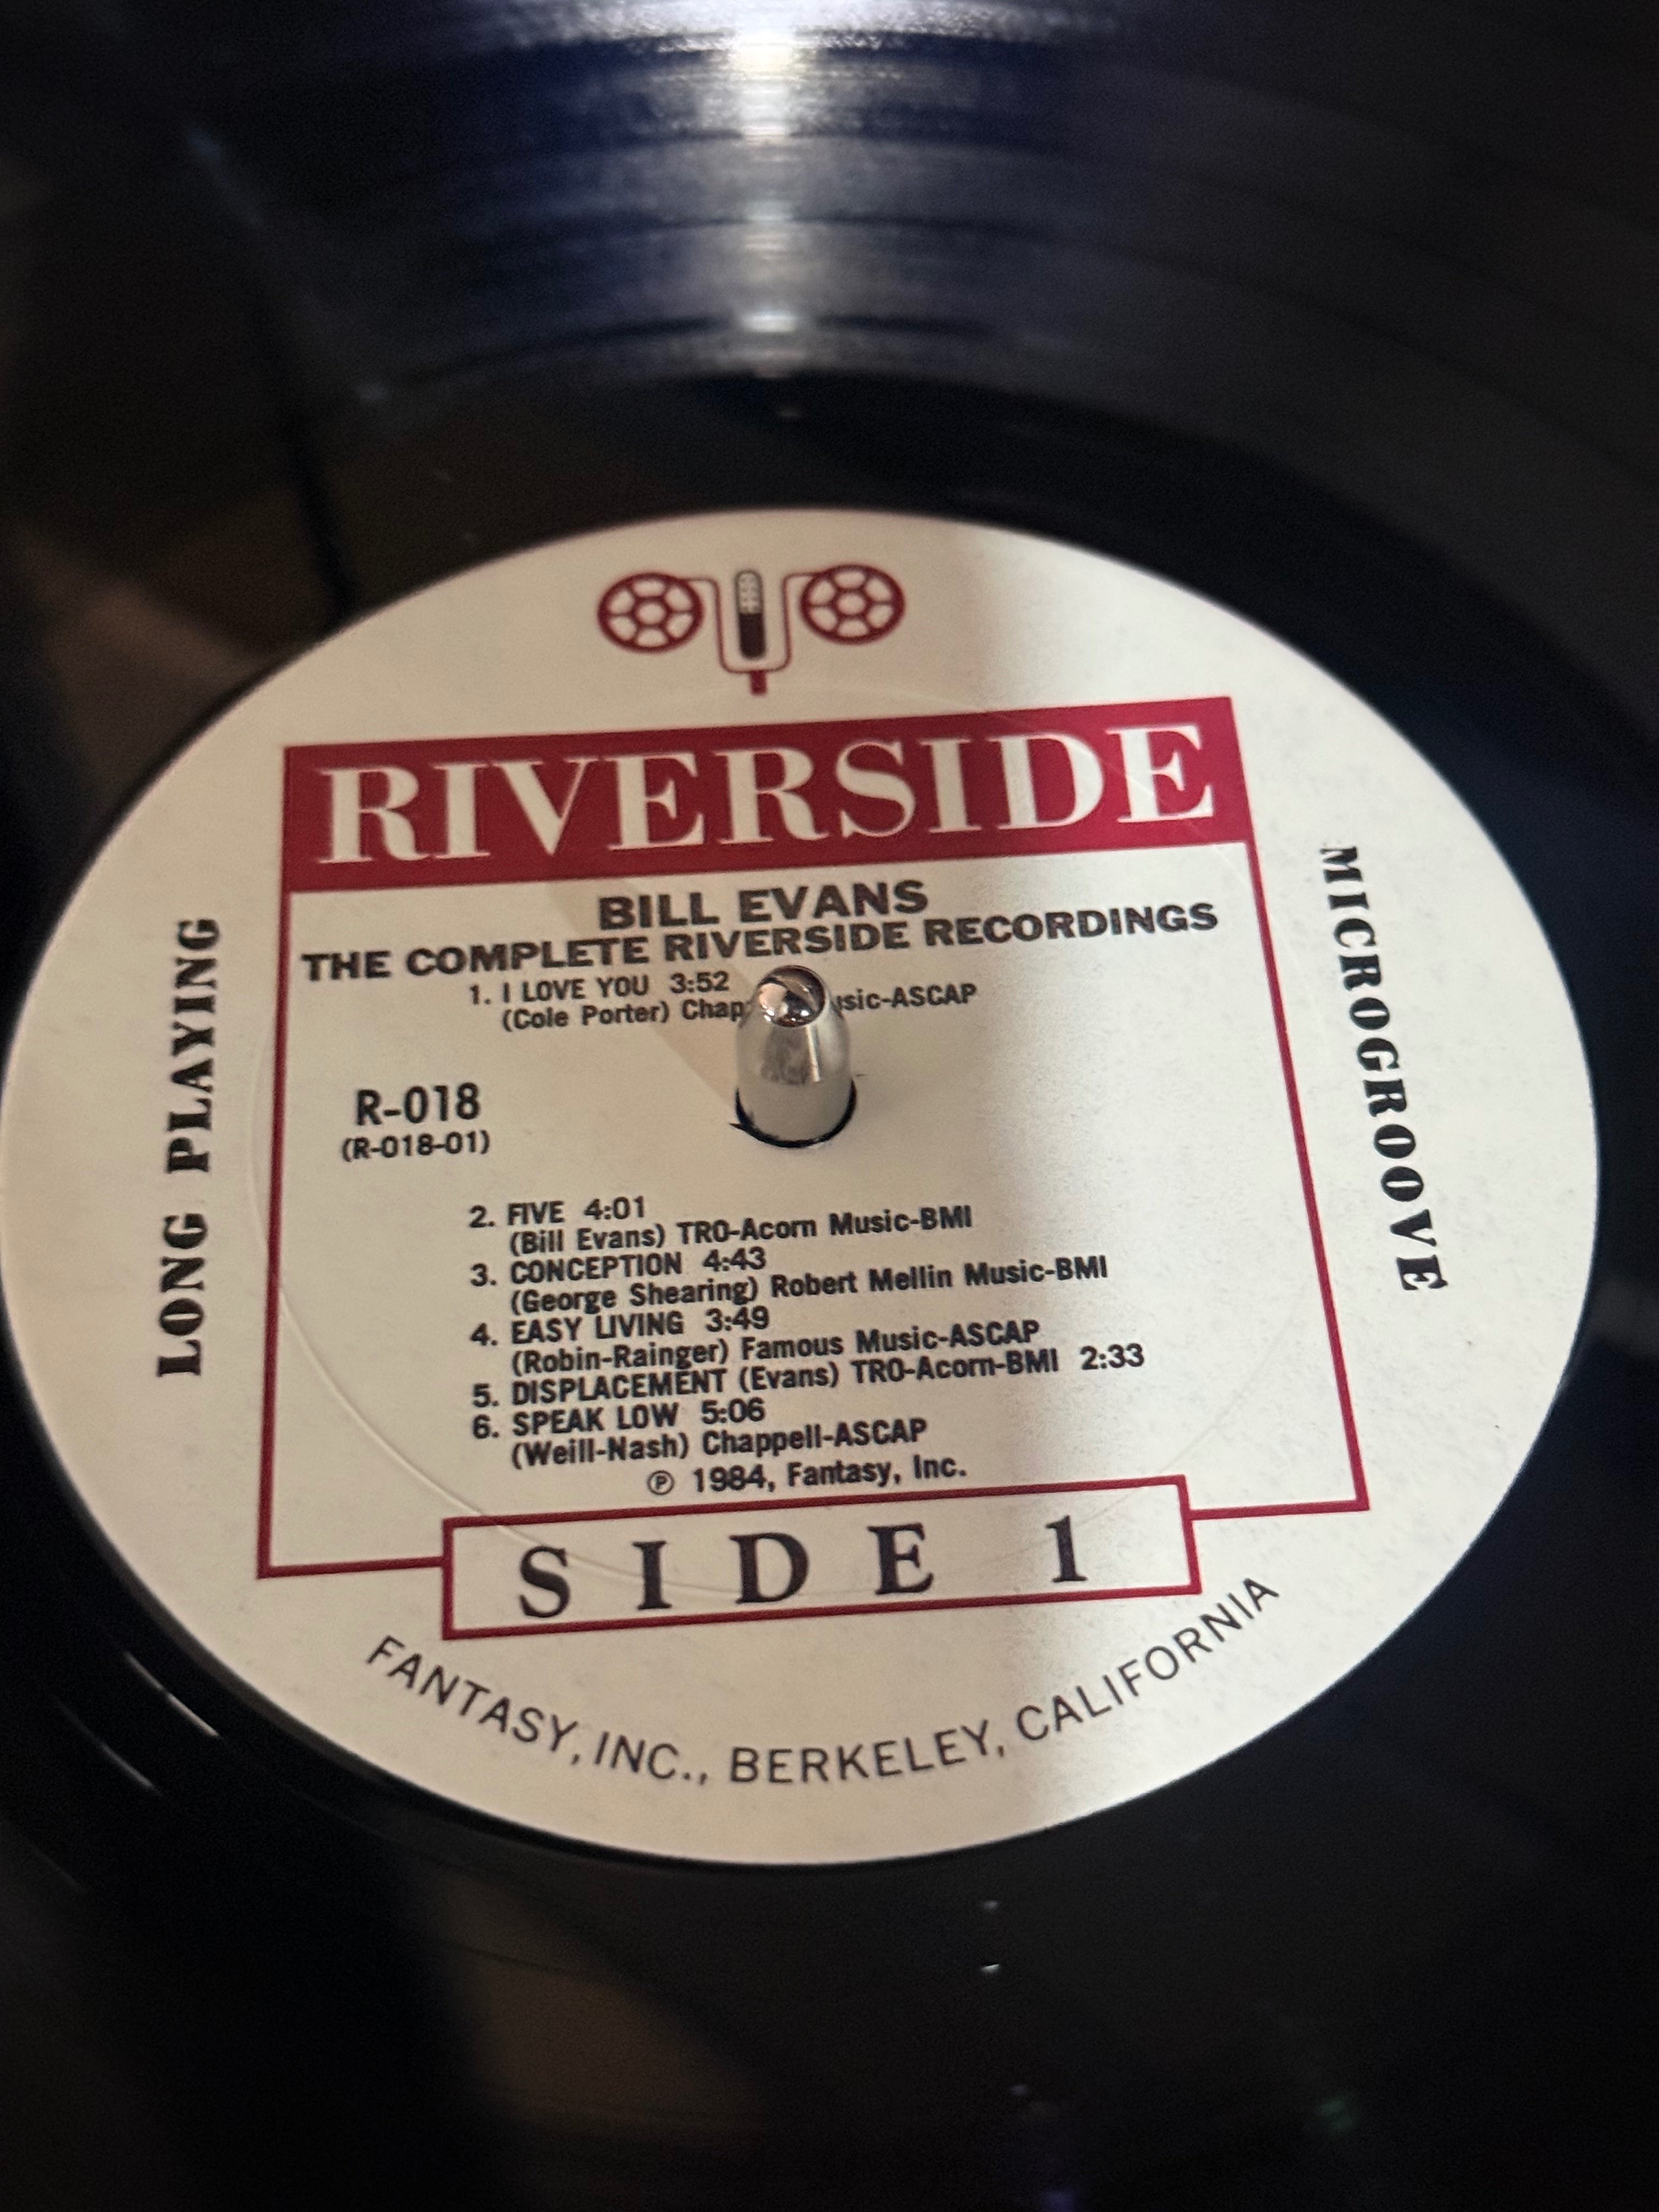 RIVERSIDE
BILL EVANS
THE COMPLETE RIVERSIDE RECORDINGS
1. I LOVE YOU 3:52
(Cole Porter) -ASCAP
R-018
(R-018-01)
2. FIVE 4:01
(Bill Evans) TRO-Acorn Music-BMI
3. CONCEPTION 4:43
(George Shearing) Robert Mellin Music-BMI
4. EASY LIVING 3:49
(Robin-Rainger) Famous Music-ASCAP
5. DISPLACEMENT (Evans) TRO-Acorn-BMI 2:33
6. SPEAK LOW 5:06
(Weill-Nash) Chappell-ASCAP
℗ 1984, Fantasy, Inc.
SIDE 1
LONG PLAYING
MICROGROOVE
FANTASY, INC., BERKELEY, CALIFORNIA